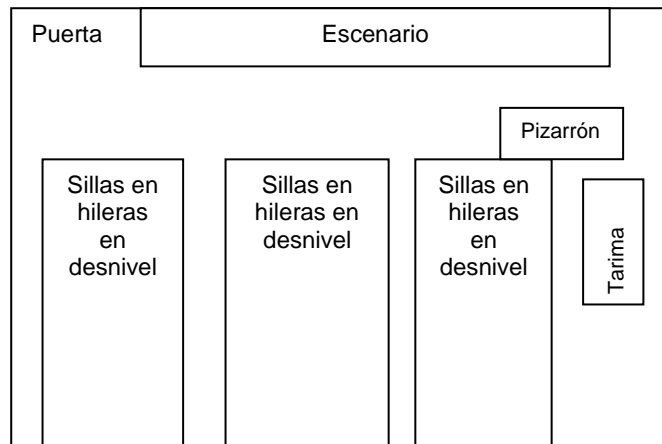 Puerta
Escenario
Pizarrón
Sillas en
hileras
en
desnivel
Sillas en
hileras en
desnivel
Sillas en
hileras
en
desnivel
Tarima